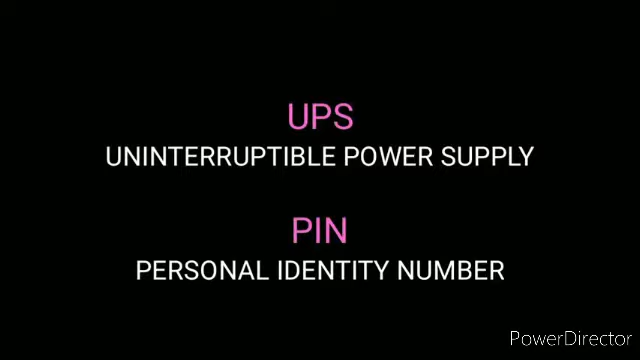 UPS
UNINTERRUPTIBLE POWER SUPPLY
PIN
PERSONAL IDENTITY NUMBER
PowerDirector